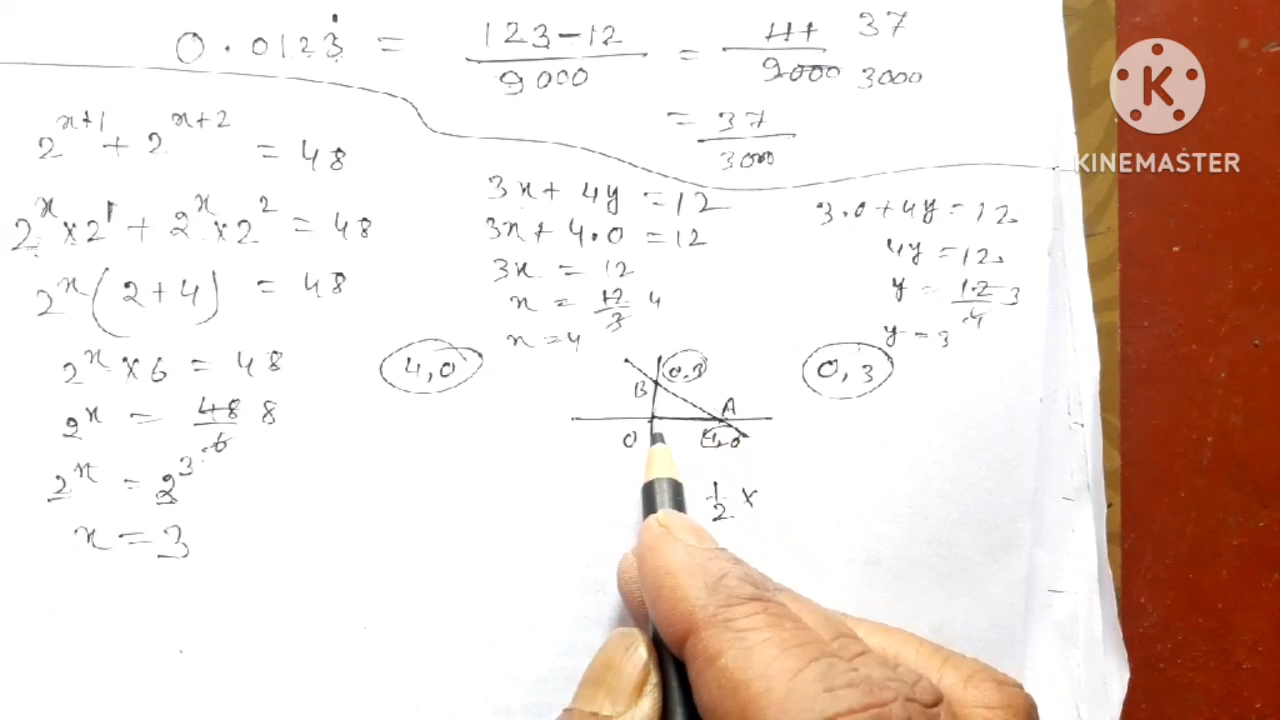 0.0123̇ = 123-12/9000 = 111/9000 37/3000
= 37/3000
2^{x+1} + 2^{x+2} = 48
2^x × 2^1 + 2^x × 2^2 = 48
2^x (2+4) = 48
2^x × 6 = 48
2^x = 48/6 8
2^x = 2^3
x = 3
3x + 4y = 12
3x + 4.0 = 12
3x = 12
x = 12/3 4
x = 4
4,0
3.0 + 4y = 12
4y = 12
y = 12/4 3
y = 3
0,3
0,3
B
A
0
4,0
1/2 ×
K
KINEMASTER